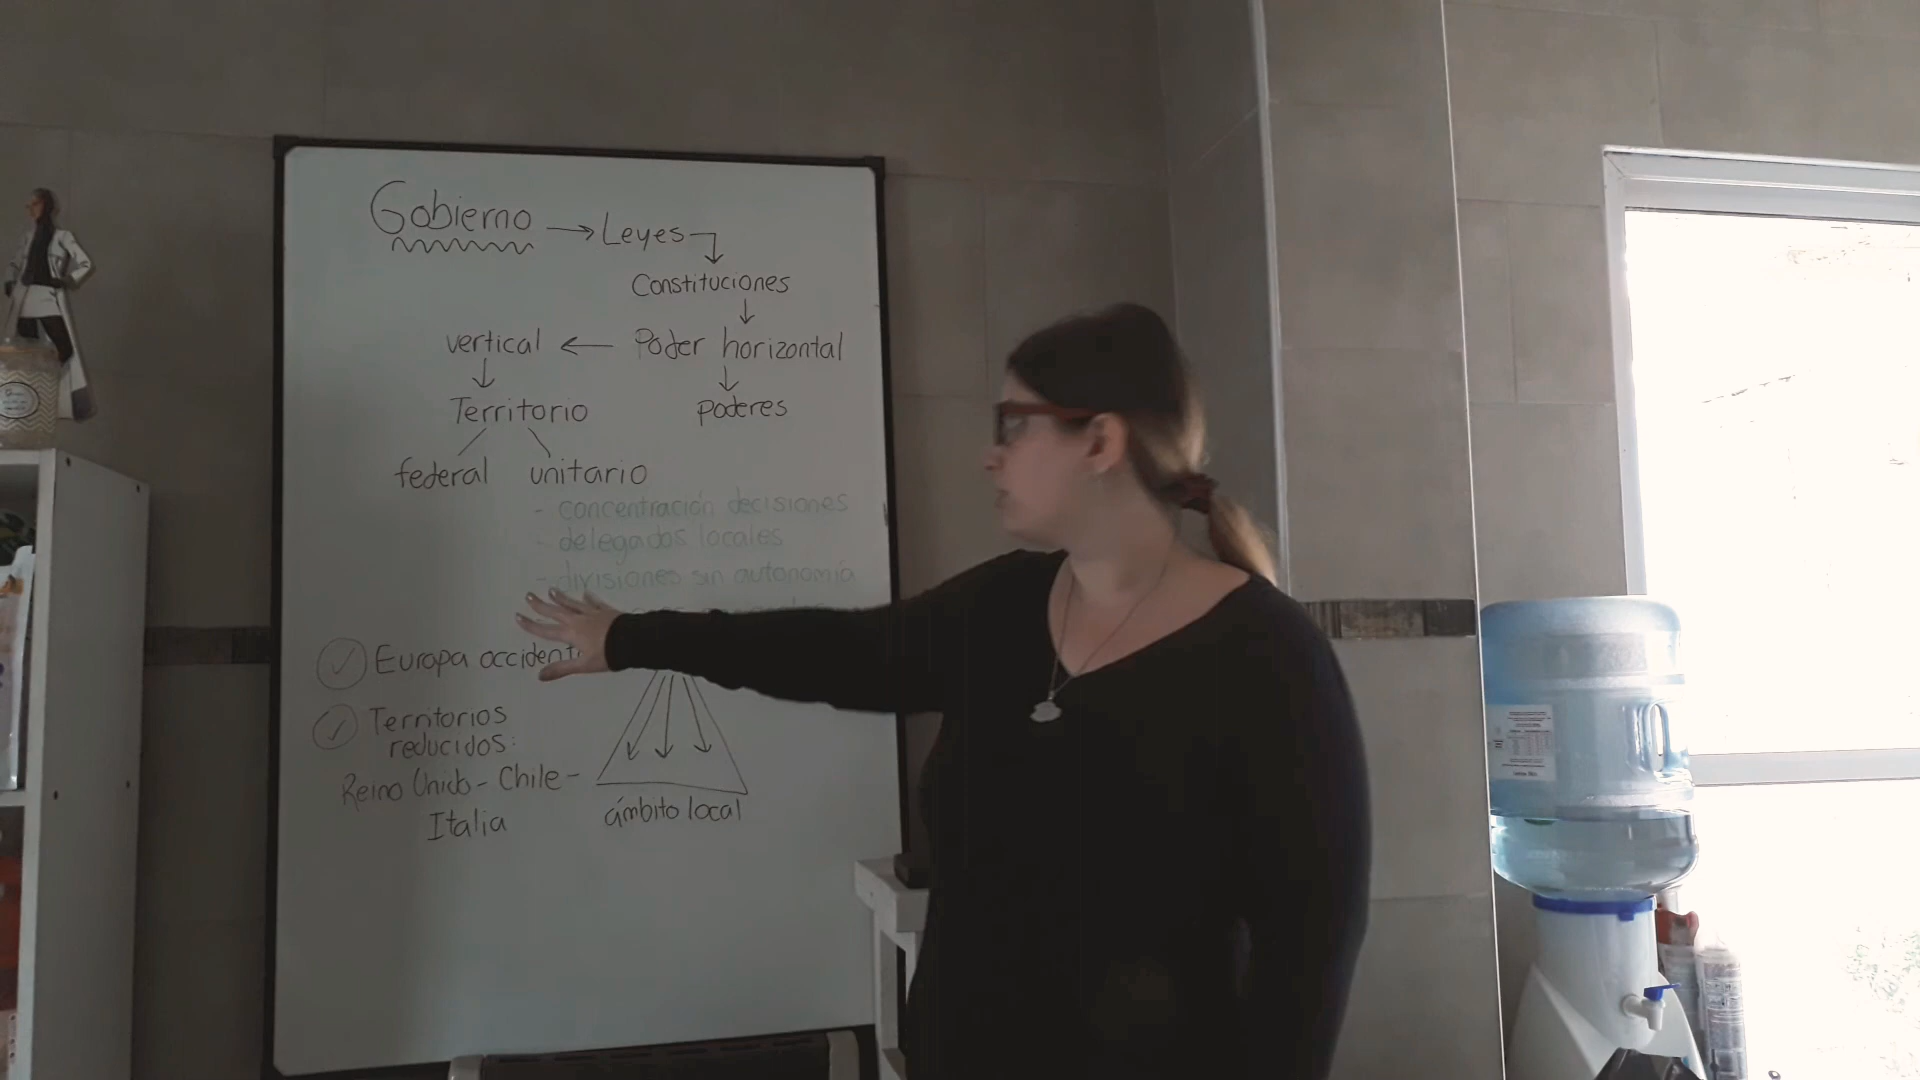 Gobierno → Leyes
Constituciones
vertical ← Poder horizontal
Territorio
poderes
federal unitario
- concentración decisiones
- delegados locales
- divisiones sin autonomía
Europa occident
Territorios
reducidos:
Reino Unido - Chile -
Italia
ámbito local